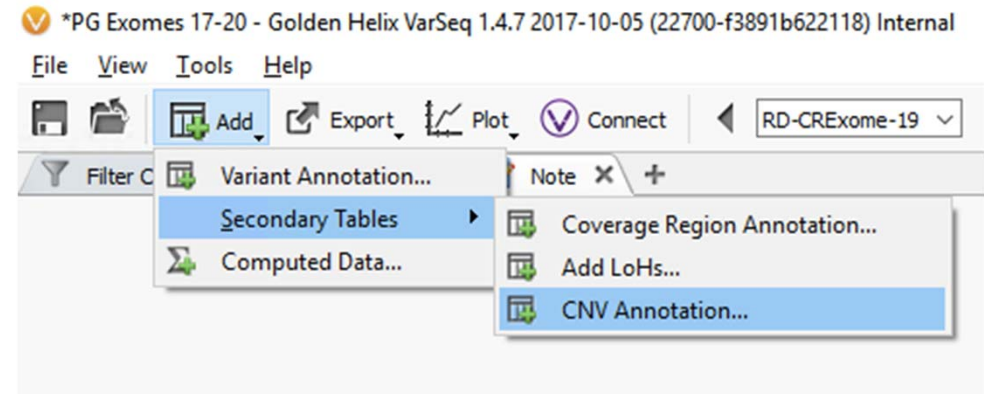 *PG Exomes 17-20 - Golden Helix VarSeq 1.4.7 2017-10-05 (22700-f3891b622118) Internal
File View Tools Help
Add Export Plot Connect RD-CRExome-19
Filter C Note
Variant Annotation...
Secondary Tables
Computed Data...
Coverage Region Annotation...
Add LoHs...
CNV Annotation...